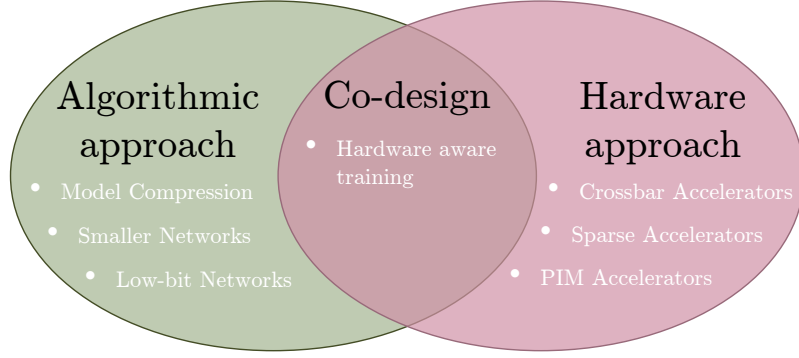 Algorithmic
approach
• Model Compression
• Smaller Networks
• Low-bit Networks
Co-design
• Hardware aware
training
Hardware
approach
• Crossbar Accelerators
• Sparse Accelerators
• PIM Accelerators